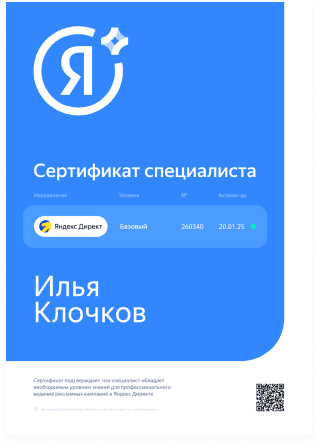 Я
Сертификат специалиста
Направление Уровень № Активен до
Яндекс Директ Базовый 260340 20.01.25
Илья
Клочков
Сертификат подтверждает, что специалист обладает
необходимым уровнем знаний для профессионального
ведения рекламных кампаний в Яндекс Директе